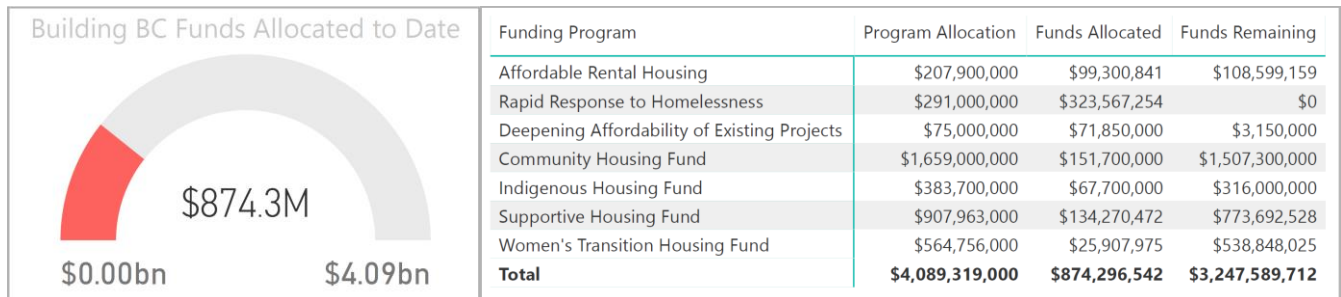 Building BC Funds Allocated to Date
$874.3M
$0.00bn $4.09bn
Funding Program Program Allocation Funds Allocated Funds Remaining
Affordable Rental Housing $207,900,000 $99,300,841 $108,599,159
Rapid Response to Homelessness $291,000,000 $323,567,254 $0
Deepening Affordability of Existing Projects $75,000,000 $71,850,000 $3,150,000
Community Housing Fund $1,659,000,000 $151,700,000 $1,507,300,000
Indigenous Housing Fund $383,700,000 $67,700,000 $316,000,000
Supportive Housing Fund $907,963,000 $134,270,472 $773,692,528
Women's Transition Housing Fund $564,756,000 $25,907,975 $538,848,025
Total $4,089,319,000 $874,296,542 $3,247,589,712